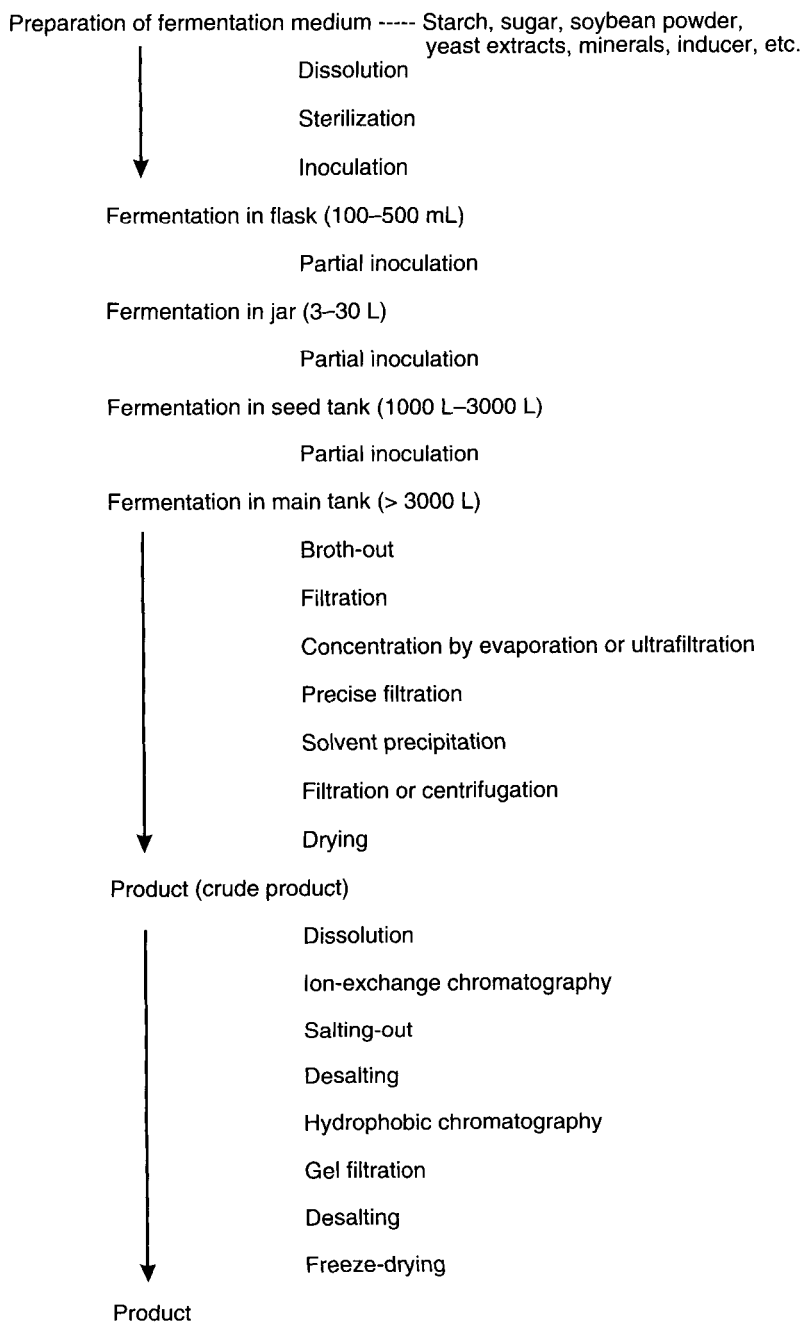 Preparation of fermentation medium ----- Starch, sugar, soybean powder,
yeast extracts, minerals, inducer, etc.
Dissolution
Sterilization
Inoculation
Fermentation in flask (100–500 mL)
Partial inoculation
Fermentation in jar (3–30 L)
Partial inoculation
Fermentation in seed tank (1000 L–3000 L)
Partial inoculation
Fermentation in main tank (> 3000 L)
Broth-out
Filtration
Concentration by evaporation or ultrafiltration
Precise filtration
Solvent precipitation
Filtration or centrifugation
Drying
Product (crude product)
Dissolution
Ion-exchange chromatography
Salting-out
Desalting
Hydrophobic chromatography
Gel filtration
Desalting
Freeze-drying
Product